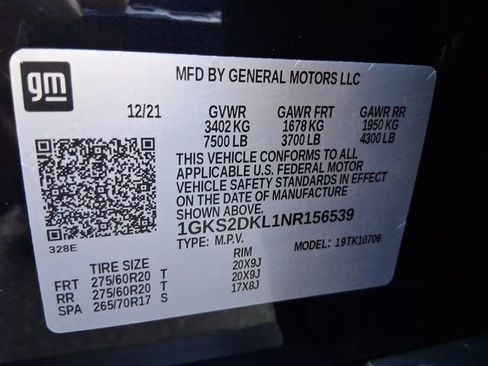 gm
MFD BY GENERAL MOTORS LLC
12/21 GVWR GAWR FRT GAWR RR
3402 KG 1678 KG 1950 KG
7500 LB 3700 LB 4300 LB
THIS VEHICLE CONFORMS TO ALL
APPLICABLE U.S. FEDERAL MOTOR
VEHICLE SAFETY STANDARDS IN EFFECT
ON THE DATE OF MANUFACTURE
SHOWN ABOVE.
1GKS2DKL1NR156539
328E TYPE: M.P.V. MODEL: 19TK10706
TIRE SIZE RIM
FRT 275/60R20 T 20X9J
RR 275/60R20 T 20X9J
SPA 265/70R17 S 17X8J